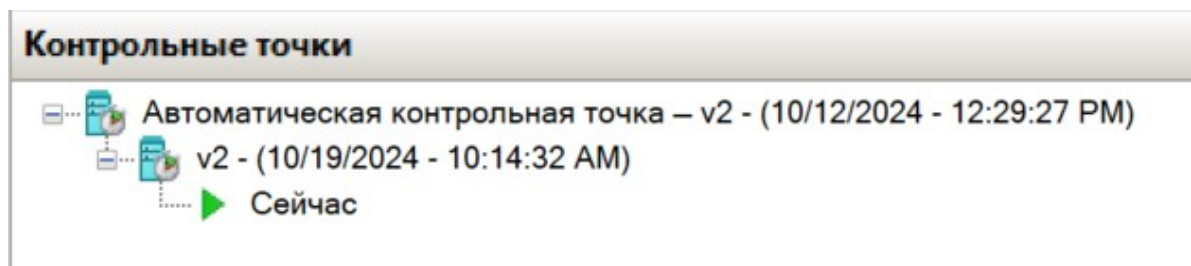 Контрольные точки
Автоматическая контрольная точка – v2 - (10/12/2024 - 12:29:27 PM)
v2 - (10/19/2024 - 10:14:32 AM)
Сейчас